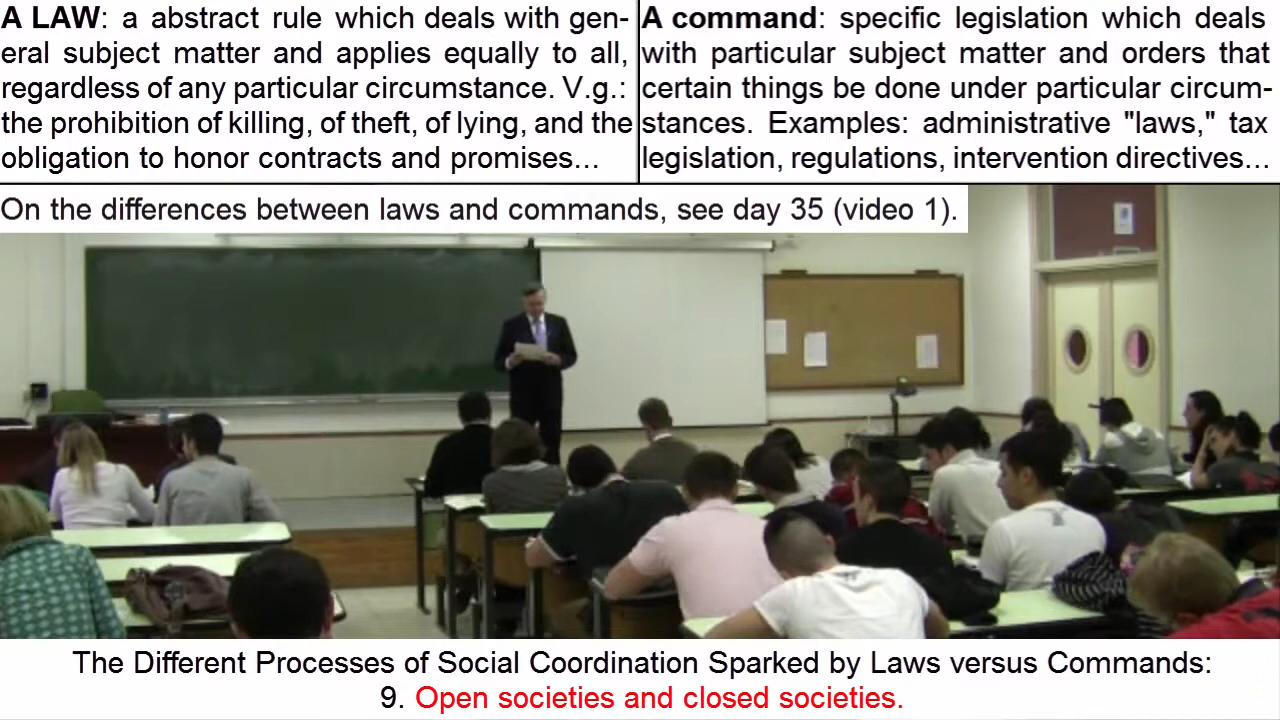 A LAW: a abstract rule which deals with gen-
eral subject matter and applies equally to all,
regardless of any particular circumstance. V.g.:
the prohibition of killing, of theft, of lying, and the
obligation to honor contracts and promises...
A command: specific legislation which deals
with particular subject matter and orders that
certain things be done under particular circum-
stances. Examples: administrative "laws," tax
legislation, regulations, intervention directives...
On the differences between laws and commands, see day 35 (video 1).
The Different Processes of Social Coordination Sparked by Laws versus Commands:
9. Open societies and closed societies.